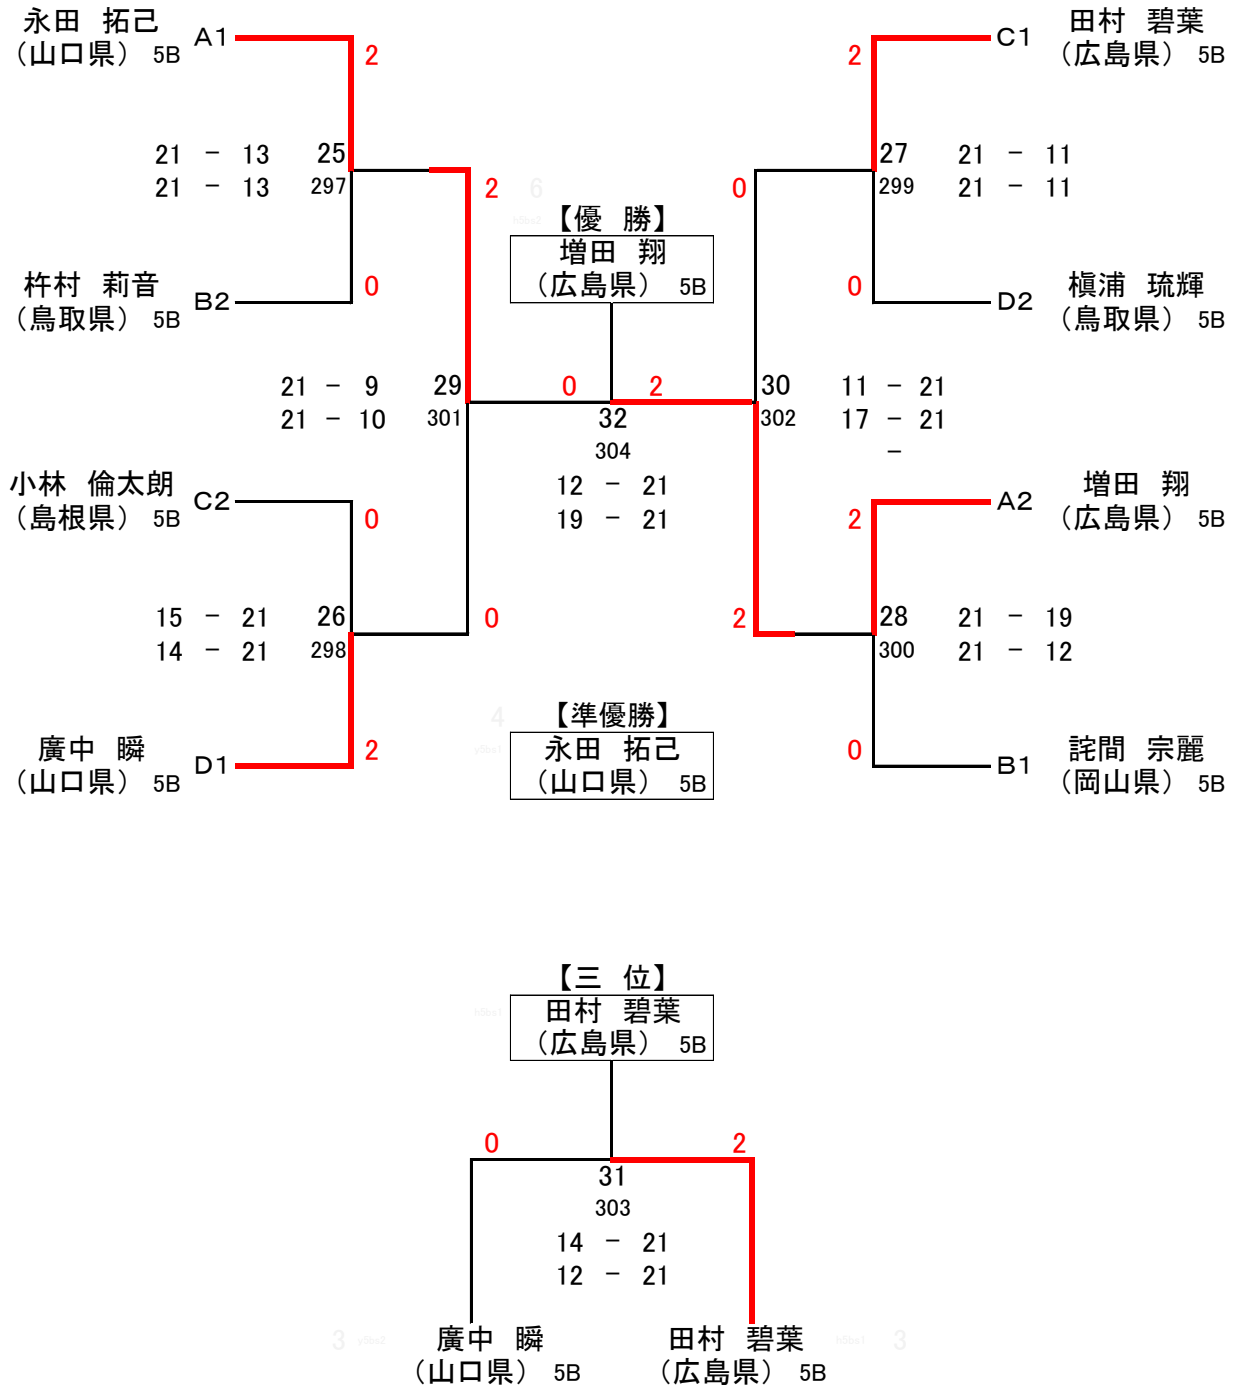 永田 拓己
（山口県） 5B
A1
2
21 - 13
21 - 13
25
297
杵村 莉音
（鳥取県） 5B
B2
0
2
21 - 9
21 - 10
29
301
小林 倫太朗
（島根県） 5B
C2
0
15 - 21
14 - 21
26
298
0
廣中 瞬
（山口県） 5B
D1
2
6
【優 勝】
増田 翔
（広島県） 5B
0 2
32
304
12 - 21
19 - 21
4
【準優勝】
永田 拓己
（山口県） 5B
田村 碧葉
（広島県） 5B
C1
2
27
299
21 - 11
21 - 11
0
槇浦 琉輝
（鳥取県） 5B
D2
0
30
302
11 - 21
17 - 21
-
増田 翔
（広島県） 5B
A2
2
28
300
21 - 19
21 - 12
2
詫間 宗麗
（岡山県） 5B
B1
0
【三 位】
h5bs1
田村 碧葉
（広島県） 5B
0 2
31
303
14 - 21
12 - 21
3 y5bs2
廣中 瞬
（山口県） 5B
田村 碧葉
（広島県） 5B
h5bs1 3